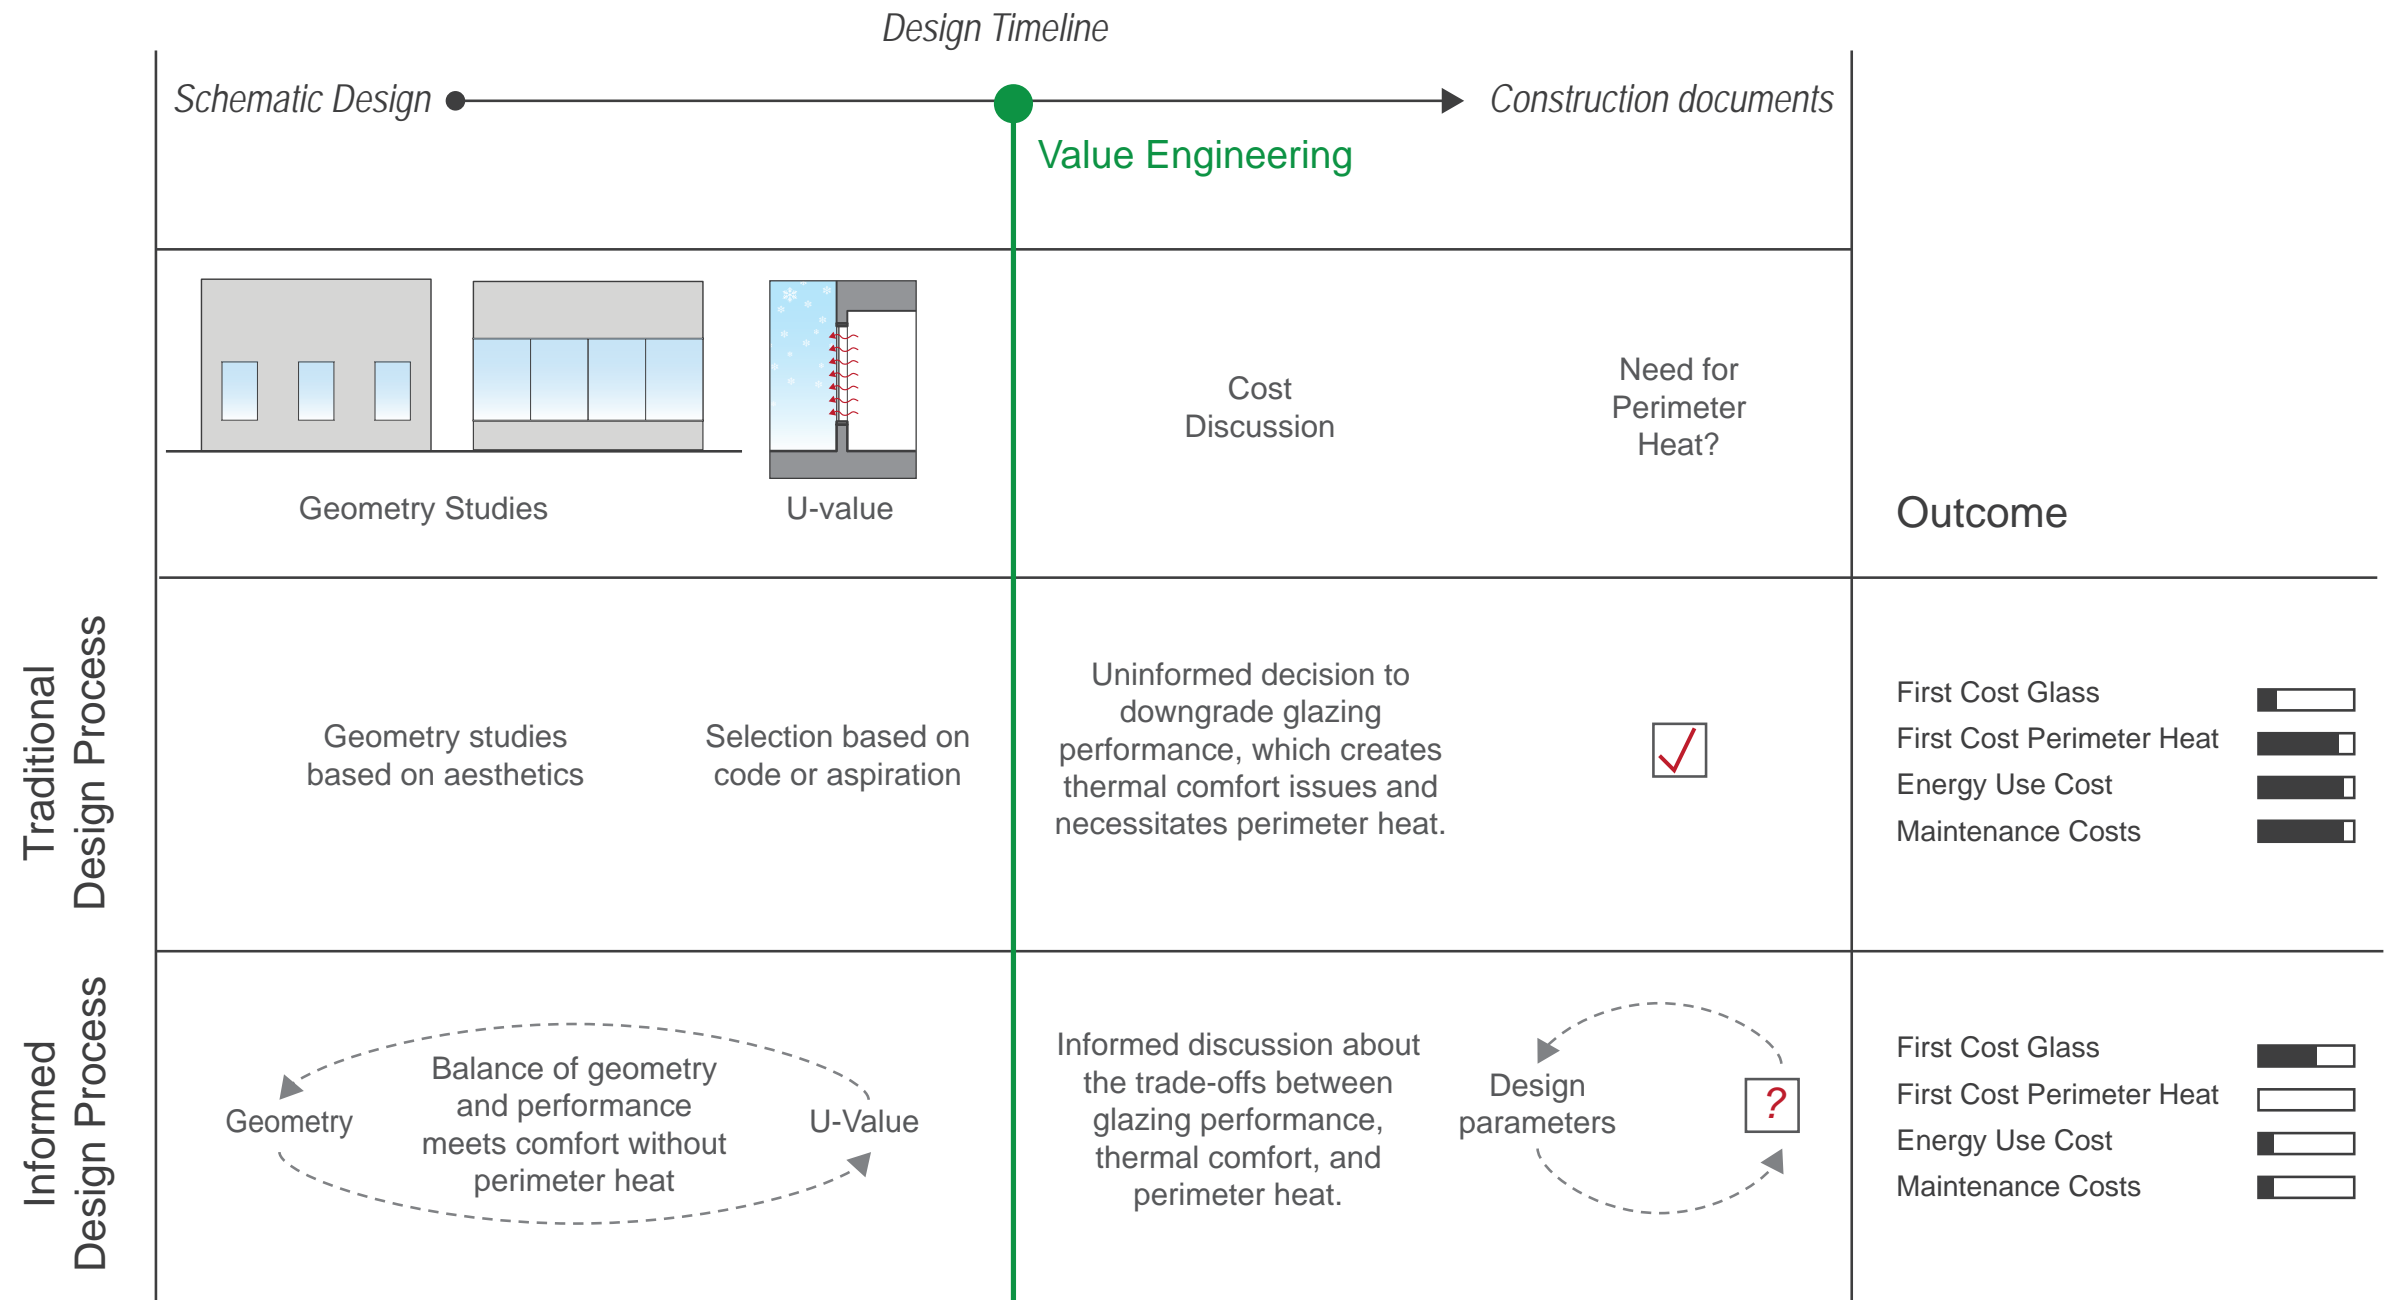 Design Timeline
Schematic Design
Construction documents
Value Engineering
Geometry Studies
U-value
Cost
Discussion
Need for
Perimeter
Heat?
Outcome
Traditional
Design Process
Geometry studies
based on aesthetics
Selection based on
code or aspiration
Uninformed decision to
downgrade glazing
performance, which creates
thermal comfort issues and
necessitates perimeter heat.
First Cost Glass
First Cost Perimeter Heat
Energy Use Cost
Maintenance Costs
Informed
Design Process
Geometry
Balance of geometry
and performance
meets comfort without
perimeter heat
U-Value
Informed discussion about
the trade-offs between
glazing performance,
thermal comfort, and
perimeter heat.
Design
parameters
?
First Cost Glass
First Cost Perimeter Heat
Energy Use Cost
Maintenance Costs